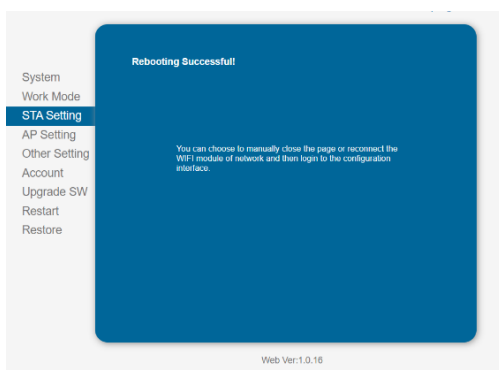 Rebooting Successful!
System
Work Mode
STA Setting
AP Setting
Other Setting
Account
Upgrade SW
Restart
Restore
You can choose to manually close the page or reconnect the
WIFI module of network and then login to the configuration
interface.
Web Ver:1.0.16